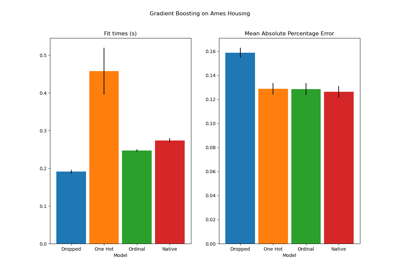 Gradient Boosting on Ames Housing
Fit times (s)
0.5
0.4
0.3
0.2
0.1
0.0
Dropped One Hot Ordinal Native
Model
Mean Absolute Percentage Error
0.16
0.14
0.12
0.10
0.08
0.06
0.04
0.02
0.00
Dropped One Hot Ordinal Native
Model